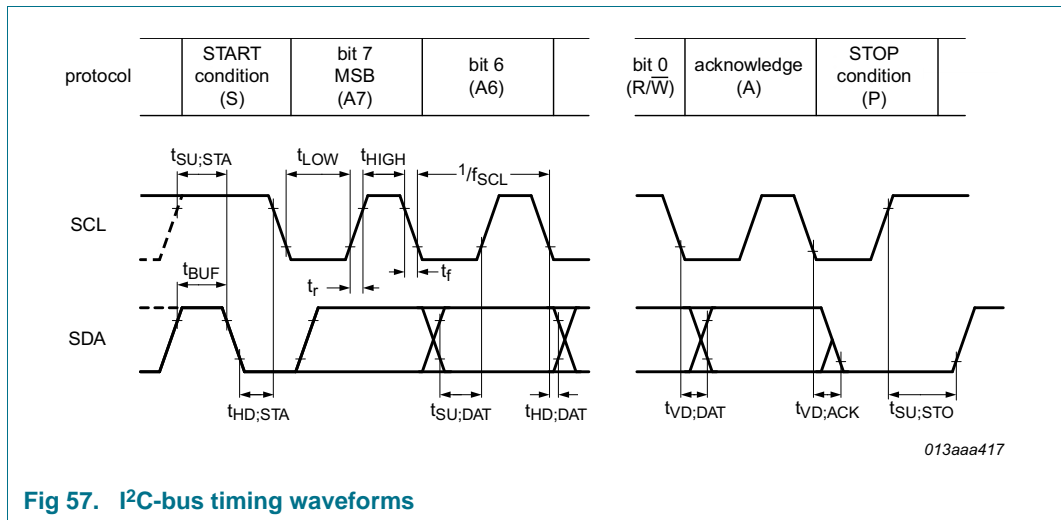 protocol
START
condition
(S)
bit 7
MSB
(A7)
bit 6
(A6)
bit 0
(R/W̅)
acknowledge
(A)
STOP
condition
(P)
tSU;STA
tLOW
tHIGH
1/fSCL
SCL
tBUF
tr
tf
SDA
tHD;STA
tSU;DAT
tHD;DAT
tVD;DAT
tVD;ACK
tSU;STO
013aaa417
Fig 57. I²C-bus timing waveforms